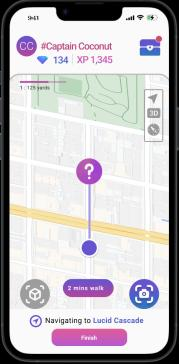 9:41
CC #Captain Coconut
134 XP 1,345
1 : 125 yards
3D
?
2 mins walk
Navigating to Lucid Cascade
Finish